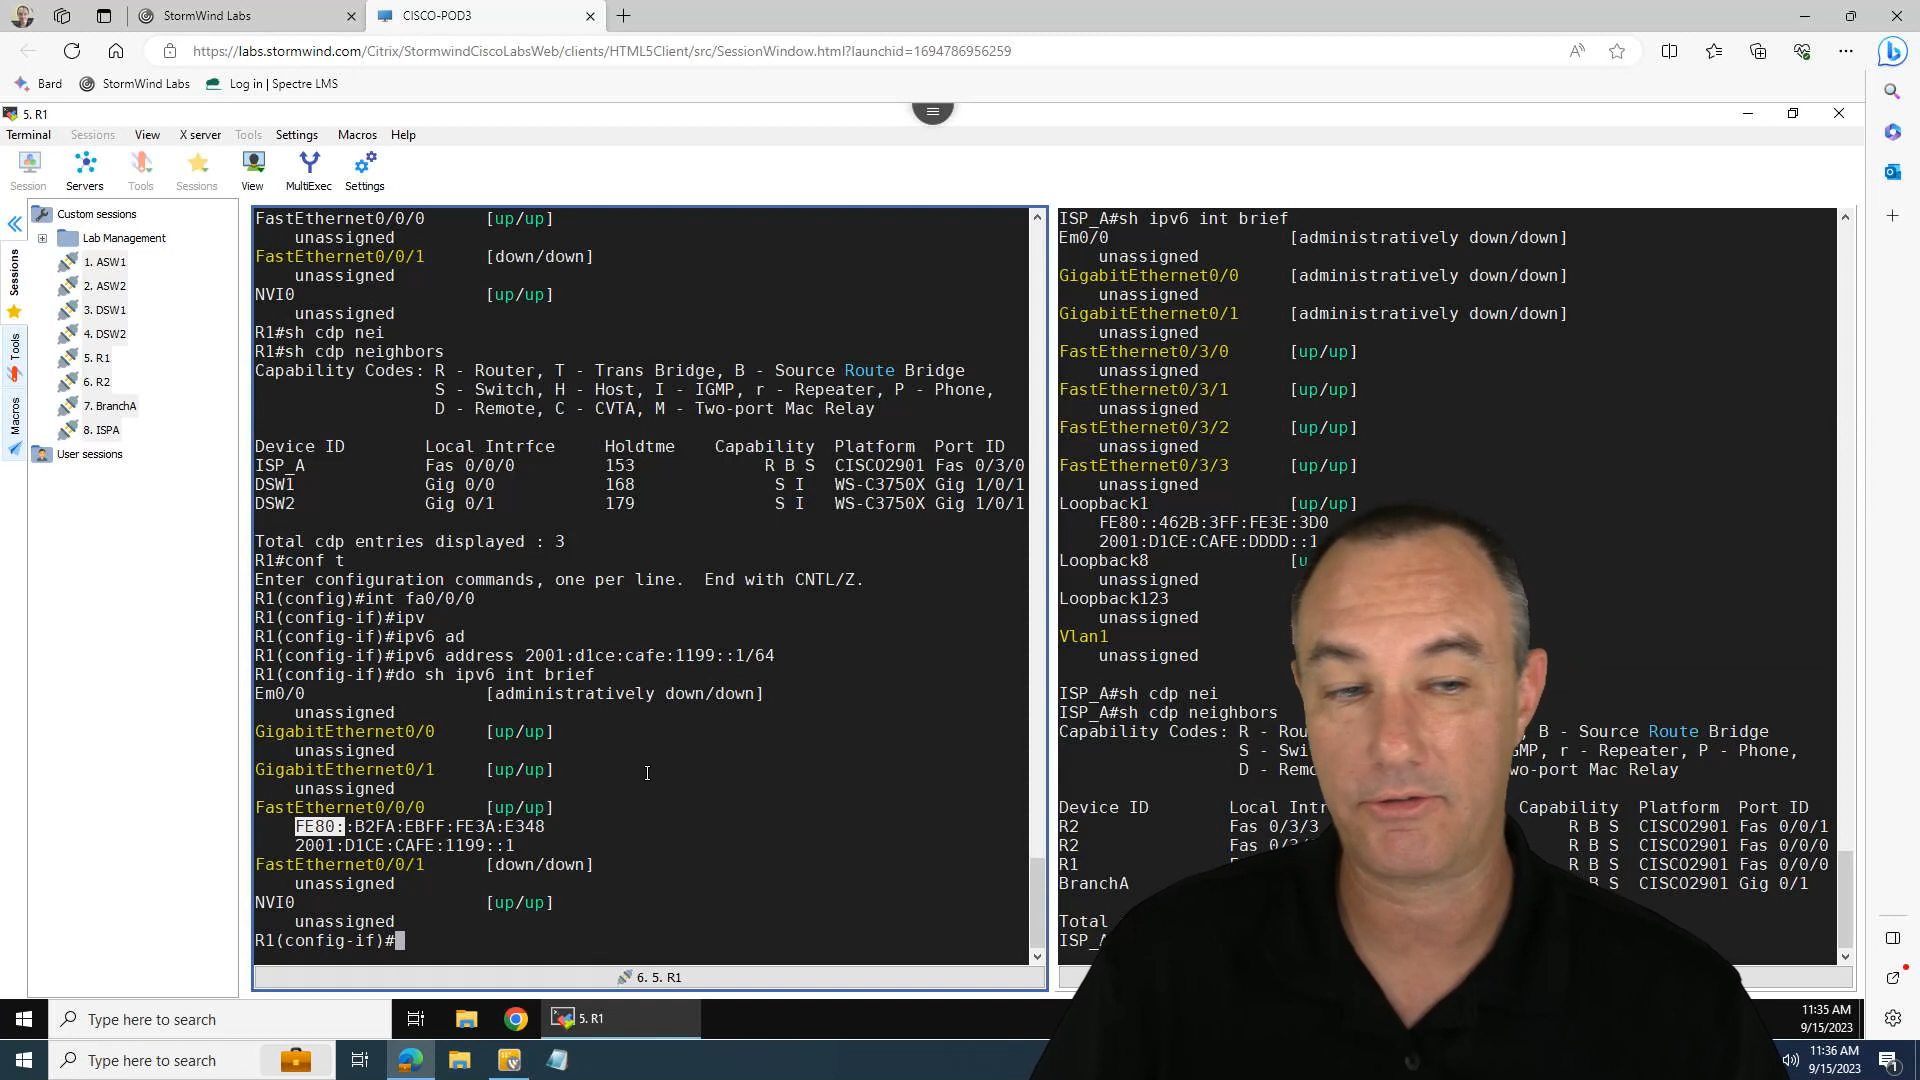 StormWind Labs
CISCO-POD3
https://labs.stormwind.com/Citrix/StormwindCiscoLabsWeb/clients/HTML5Client/src/SessionWindow.html?launchid=1694786956259
Bard
StormWind Labs
Log in | Spectre LMS
5. R1
Terminal Sessions View X server Tools Settings Macros Help
Session Servers Tools Sessions View MultiExec Settings
Sessions
Tools
Macros
Custom sessions
Lab Management
1. ASW1
2. ASW2
3. DSW1
4. DSW2
5. R1
6. R2
7. BranchA
8. ISPA
User sessions
FastEthernet0/0/0 [up/up]
unassigned
FastEthernet0/0/1 [down/down]
unassigned
NVI0 [up/up]
unassigned
R1#sh cdp nei
R1#sh cdp neighbors
Capability Codes: R - Router, T - Trans Bridge, B - Source Route Bridge
S - Switch, H - Host, I - IGMP, r - Repeater, P - Phone,
D - Remote, C - CVTA, M - Two-port Mac Relay
Device ID Local Intrfce Holdtme Capability Platform Port ID
ISP_A Fas 0/0/0 153 R B S CISCO2901 Fas 0/3/0
DSW1 Gig 0/0 168 S I WS-C3750X Gig 1/0/1
DSW2 Gig 0/1 179 S I WS-C3750X Gig 1/0/1
Total cdp entries displayed : 3
R1#conf t
Enter configuration commands, one per line. End with CNTL/Z.
R1(config)#int fa0/0/0
R1(config-if)#ipv
R1(config-if)#ipv6 ad
R1(config-if)#ipv6 address 2001:d1ce:cafe:1199::1/64
R1(config-if)#do sh ipv6 int brief
Em0/0 [administratively down/down]
unassigned
GigabitEthernet0/0 [up/up]
unassigned
GigabitEthernet0/1 [up/up]
unassigned
FastEthernet0/0/0 [up/up]
FE80::B2FA:EBFF:FE3A:E348
2001:D1CE:CAFE:1199::1
FastEthernet0/0/1 [down/down]
unassigned
NVI0 [up/up]
unassigned
R1(config-if)#
6. 5. R1
ISP_A#sh ipv6 int brief
Em0/0 [administratively down/down]
unassigned
GigabitEthernet0/0 [administratively down/down]
unassigned
GigabitEthernet0/1 [administratively down/down]
unassigned
FastEthernet0/3/0 [up/up]
unassigned
FastEthernet0/3/1 [up/up]
unassigned
FastEthernet0/3/2 [up/up]
unassigned
FastEthernet0/3/3 [up/up]
unassigned
Loopback1 [up/up]
FE80::462B:3FF:FE3E:3D0
2001:D1CE:CAFE:DDDD::1
Loopback8 [u
unassigned
Loopback123
unassigned
Vlan1
unassigned
ISP_A#sh cdp nei
ISP_A#sh cdp neighbors
Capability Codes: R - Rou , B - Source Route Bridge
S - Swi GMP, r - Repeater, P - Phone,
D - Remo wo-port Mac Relay
Device ID Local Intr Capability Platform Port ID
R2 Fas 0/3/3 R B S CISCO2901 Fas 0/0/1
R2 Fas 0/3/ R B S CISCO2901 Fas 0/0/0
R1 R B S CISCO2901 Fas 0/0/0
BranchA B S CISCO2901 Gig 0/1
Total
ISP_A
Type here to search
5. R1
11:35 AM
9/15/2023
Type here to search
11:36 AM
9/15/2023
1